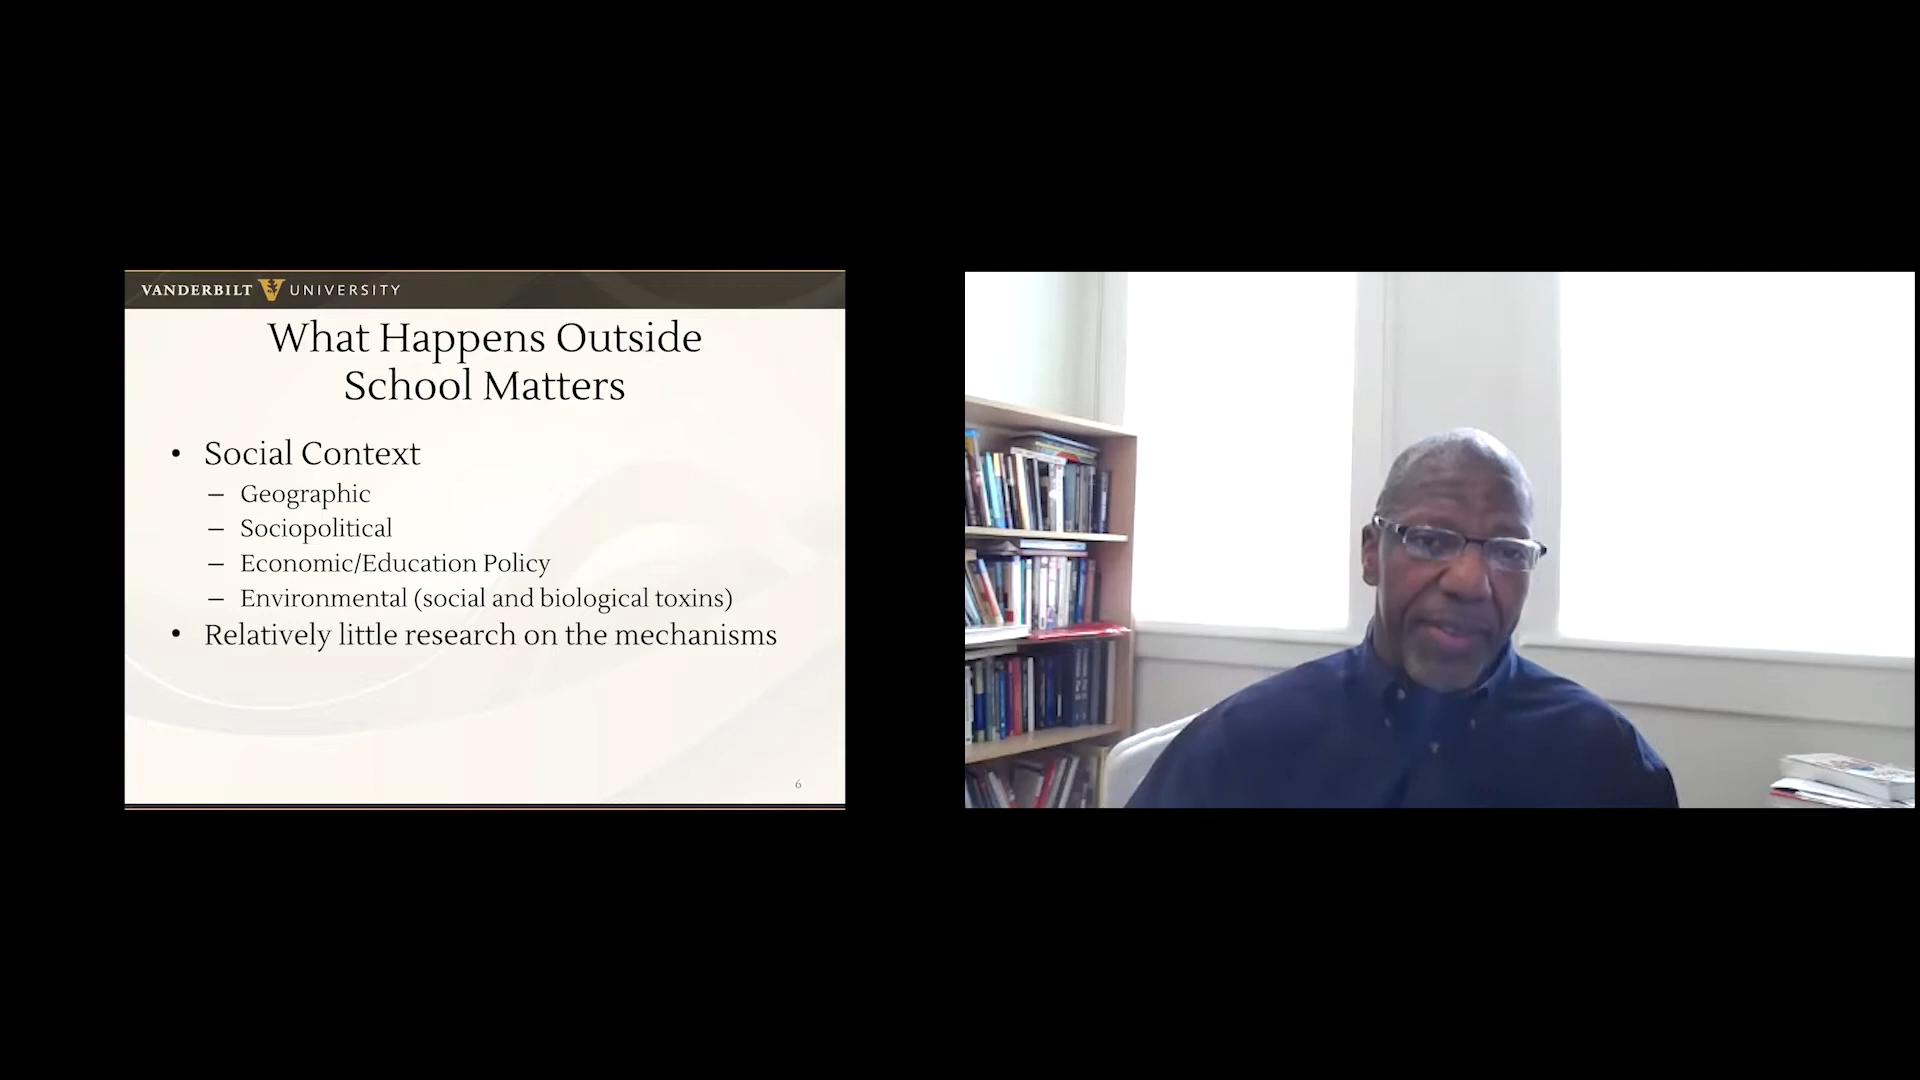 VANDERBILT UNIVERSITY
What Happens Outside
School Matters
• Social Context
– Geographic
– Sociopolitical
– Economic/Education Policy
– Environmental (social and biological toxins)
• Relatively little research on the mechanisms
6